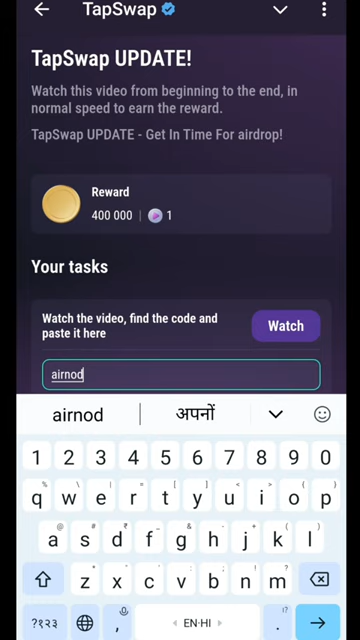 TapSwap
TapSwap UPDATE!
Watch this video from beginning to the end, in
normal speed to earn the reward.
TapSwap UPDATE - Get In Time For airdrop!
Reward
400 000 | 1
Your tasks
Watch the video, find the code and
paste it here
Watch
airnod
airnod अपनों
1 2 3 4 5 6 7 8 9 0
q w e r t y u i o p
a s d f g h j k l
z x c v b n m
?१२३ , EN·HI .